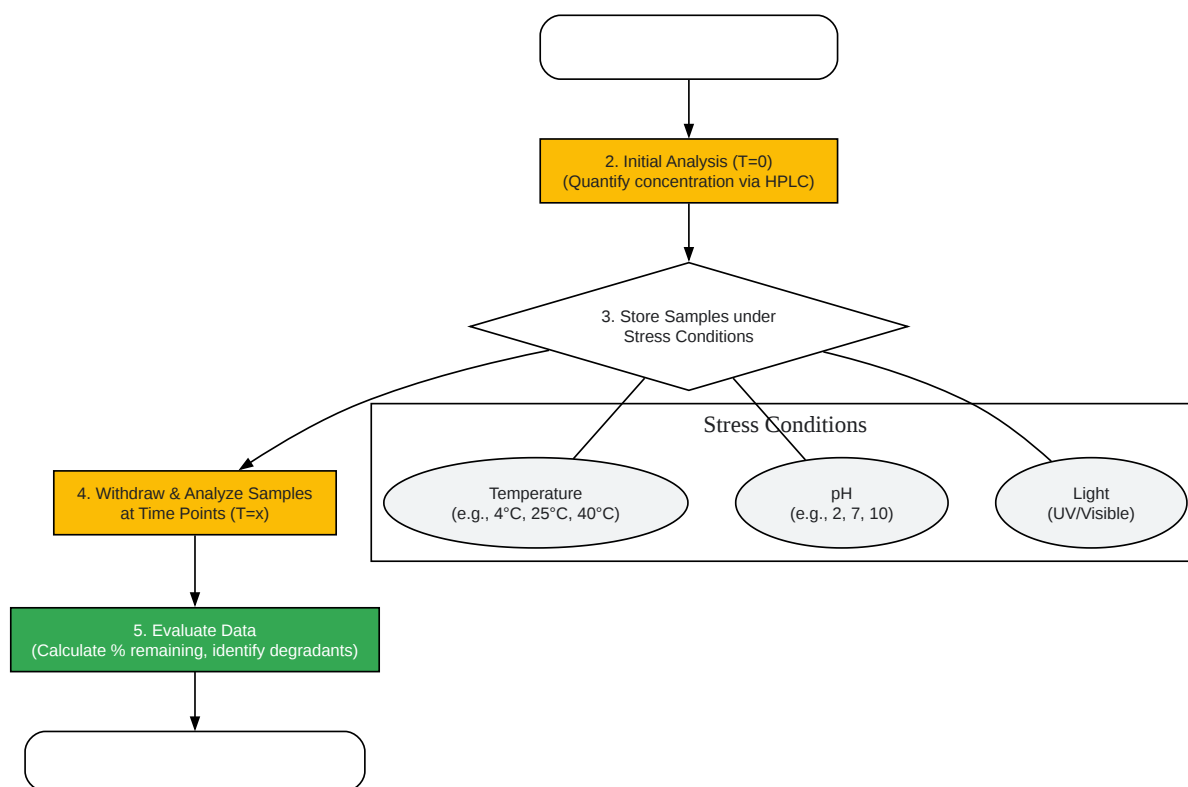 2. Initial Analysis (T=0)
(Quantify concentration via HPLC)
3. Store Samples under
Stress Conditions
Stress Conditions
4. Withdraw & Analyze Samples
at Time Points (T=x)
Temperature
(e.g., 4°C, 25°C, 40°C)
pH
(e.g., 2, 7, 10)
Light
(UV/Visible)
5. Evaluate Data
(Calculate % remaining, identify degradants)